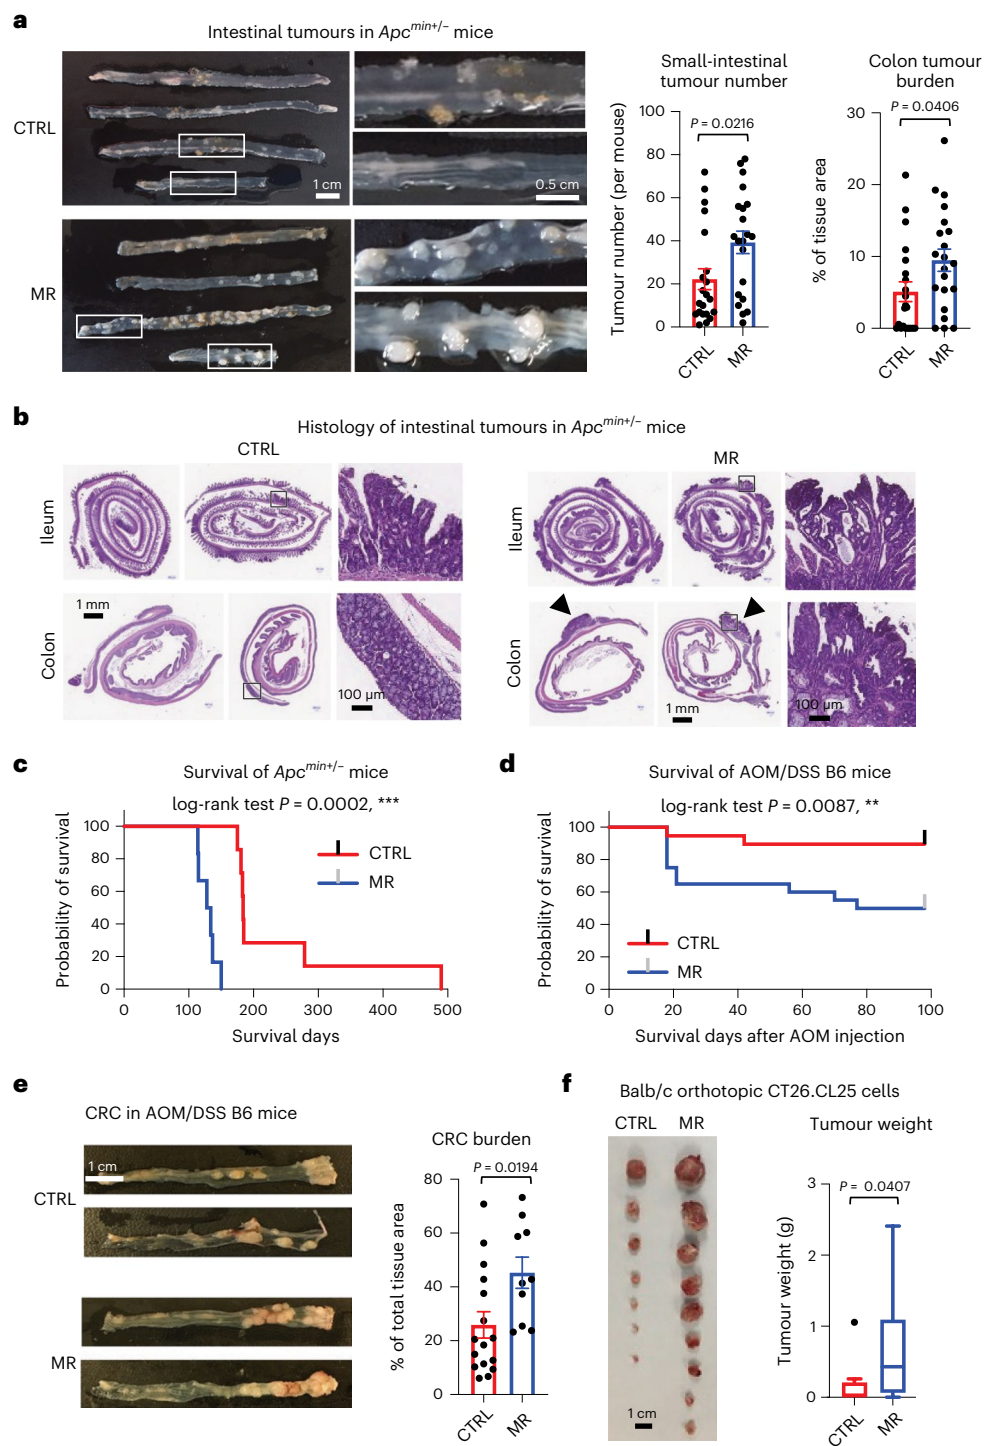 a
Intestinal tumours in Apcmin+/– mice
CTRL
1 cm
0.5 cm
MR
Small-intestinal
tumour number
P = 0.0216
Tumour number (per mouse)
100
80
60
40
20
0
CTRL
MR
Colon tumour
burden
P = 0.0406
% of tissue area
30
20
10
0
CTRL
MR
b
Histology of intestinal tumours in Apcmin+/– mice
CTRL
MR
Ileum
Colon
1 mm
100 µm
Ileum
Colon
1 mm
100 µm
c
Survival of Apcmin+/– mice
log-rank test P = 0.0002, ***
Probability of survival
100
80
60
40
20
0
CTRL
MR
0 100 200 300 400 500
Survival days
d
Survival of AOM/DSS B6 mice
log-rank test P = 0.0087, **
Probability of survival
100
80
60
40
20
0
CTRL
MR
0 20 40 60 80 100
Survival days after AOM injection
e
CRC in AOM/DSS B6 mice
1 cm
CTRL
MR
CRC burden
P = 0.0194
% of total tissue area
80
60
40
20
0
CTRL
MR
f
Balb/c orthotopic CT26.CL25 cells
CTRL MR
1 cm
Tumour weight
P = 0.0407
Tumour weight (g)
3
2
1
0
CTRL
MR